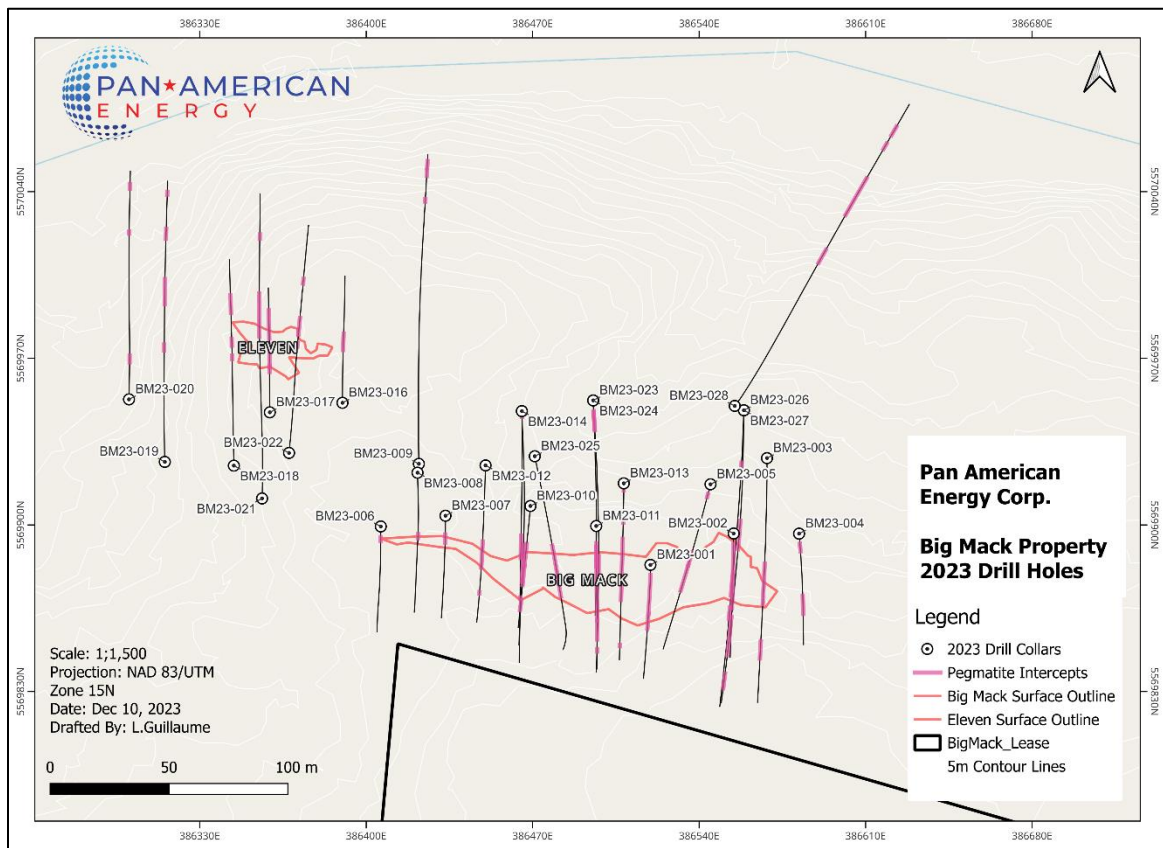 386330E 386400E 386470E 386540E 386610E 386680E
PAN★AMERICAN
ENERGY
5570040N
5570040N
5569970N
5569970N
5569900N
5569900N
5569830N
5569830N
ELEVEN
BM23-020
BM23-017
BM23-016
BM23-022
BM23-019
BM23-018
BM23-021
BM23-023
BM23-024
BM23-014
BM23-025
BM23-028
BM23-026
BM23-027
BM23-009
BM23-008
BM23-012
BM23-013
BM23-005
BM23-003
BM23-006
BM23-007
BM23-010
BM23-011
BM23-002
BM23-004
BM23-001
BIG MACK
Pan American
Energy Corp.
Big Mack Property
2023 Drill Holes
Legend
2023 Drill Collars
Pegmatite Intercepts
Big Mack Surface Outline
Eleven Surface Outline
BigMack_Lease
5m Contour Lines
Scale: 1;1,500
Projection: NAD 83/UTM
Zone 15N
Date: Dec 10, 2023
Drafted By: L.Guillaume
0 50 100 m
386330E 386400E 386470E 386540E 386610E 386680E